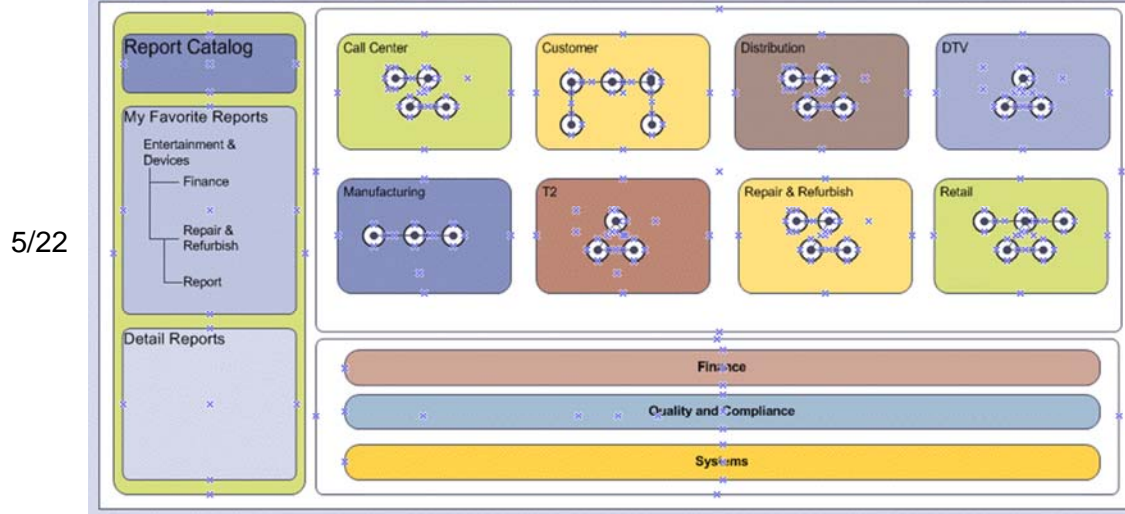 5/22
Report Catalog
My Favorite Reports
Entertainment &
Devices
Finance
Repair &
Refurbish
Report
Detail Reports
Call Center
Customer
Distribution
DTV
Manufacturing
T2
Repair & Refurbish
Retail
Finance
Quality and Compliance
Systems